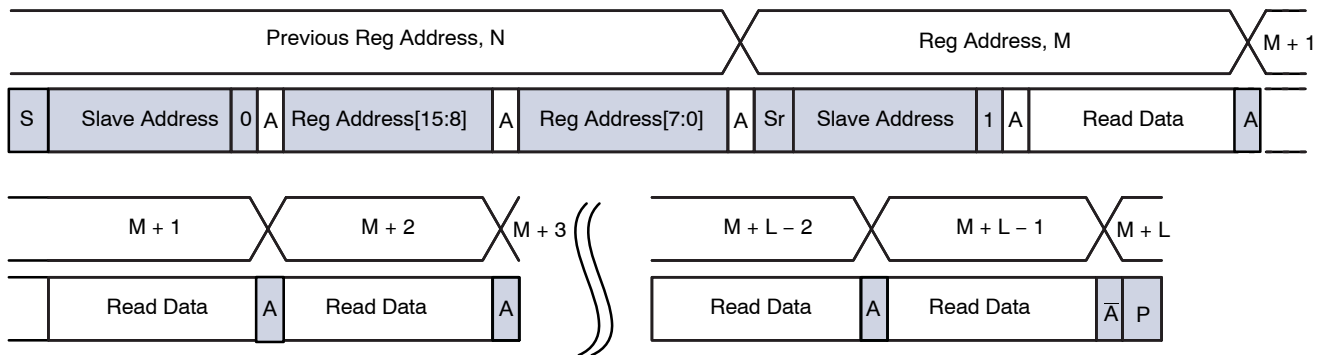 Previous Reg Address, N Reg Address, M M + 1
S Slave Address 0 A Reg Address[15:8] A Reg Address[7:0] A Sr Slave Address 1 A Read Data A
M + 1 M + 2 M + 3 M + L − 2 M + L − 1 M + L
Read Data A Read Data A Read Data A Read Data A̅ P